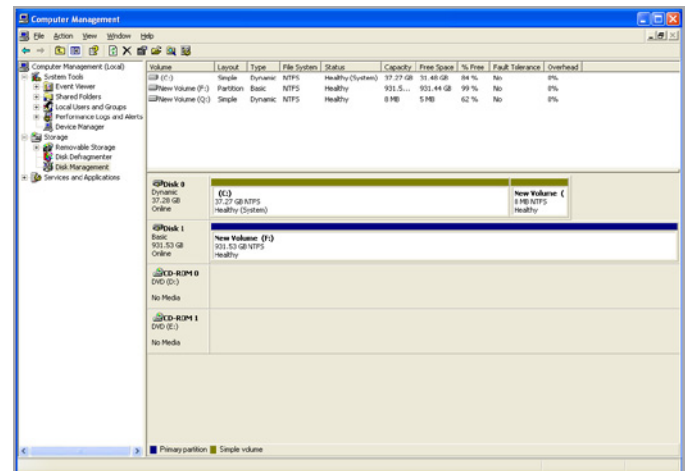 Computer Management
File Action View Window Help
Computer Management (Local)
System Tools
Event Viewer
Shared Folders
Local Users and Groups
Performance Logs and Alerts
Device Manager
Storage
Removable Storage
Disk Defragmenter
Disk Management
Services and Applications
Volume Layout Type File System Status Capacity Free Space % Free Fault Tolerance Overhead
(C:) Simple Dynamic NTFS Healthy (System) 37.27 GB 31.48 GB 84 % No 0%
New Volume (F:) Partition Basic NTFS Healthy 931.5... 931.44 GB 99 % No 0%
New Volume (Q:) Simple Dynamic NTFS Healthy 8 MB 5 MB 62 % No 0%
Disk 0
Dynamic
37.28 GB
Online
(C:)
37.27 GB NTFS
Healthy (System)
New Volume (
8 MB NTFS
Healthy
Disk 1
Basic
931.53 GB
Online
New Volume (F:)
931.53 GB NTFS
Healthy
CD-ROM 0
DVD (D:)
No Media
CD-ROM 1
DVD (E:)
No Media
Primary partition Simple volume